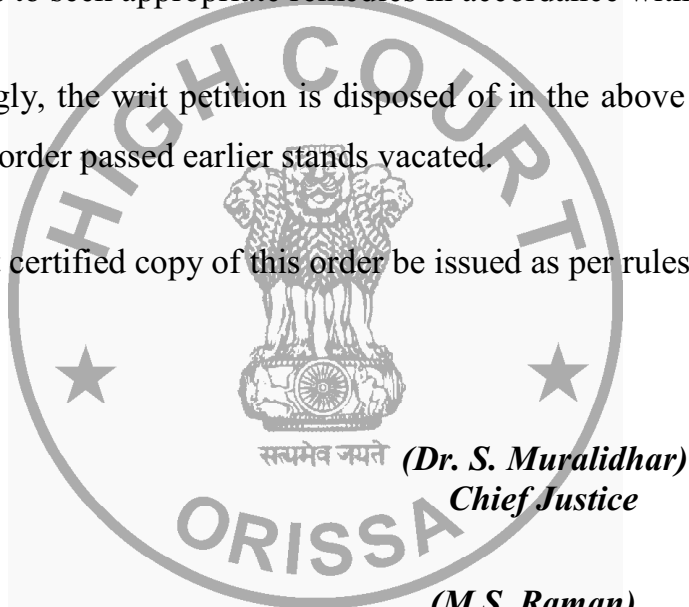 to seek appropriate remedies in accordance with
gly, the writ petition is disposed of in the above
order passed earlier stands vacated.
certified copy of this order be issued as per rules
HIGH COURT
सत्यमेव जयते
(Dr. S. Muralidhar)
Chief Justice
ORISSA
(M.S. Raman)